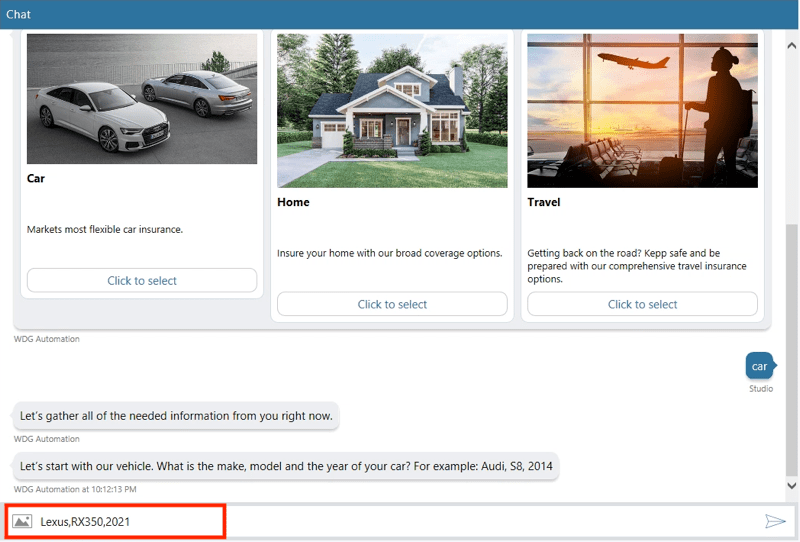 Chat
Car
Markets most flexible car insurance.
Click to select
Home
Insure your home with our broad coverage options.
Click to select
Travel
Getting back on the road? Kepp safe and be
prepared with our comprehensive travel insurance
options.
Click to select
WDG Automation
car
Studio
Let's gather all of the needed information from you right now.
WDG Automation
Let's start with our vehicle. What is the make, model and the year of your car? For example: Audi, S8, 2014
WDG Automation at 10:12:13 PM
Lexus,RX350,2021